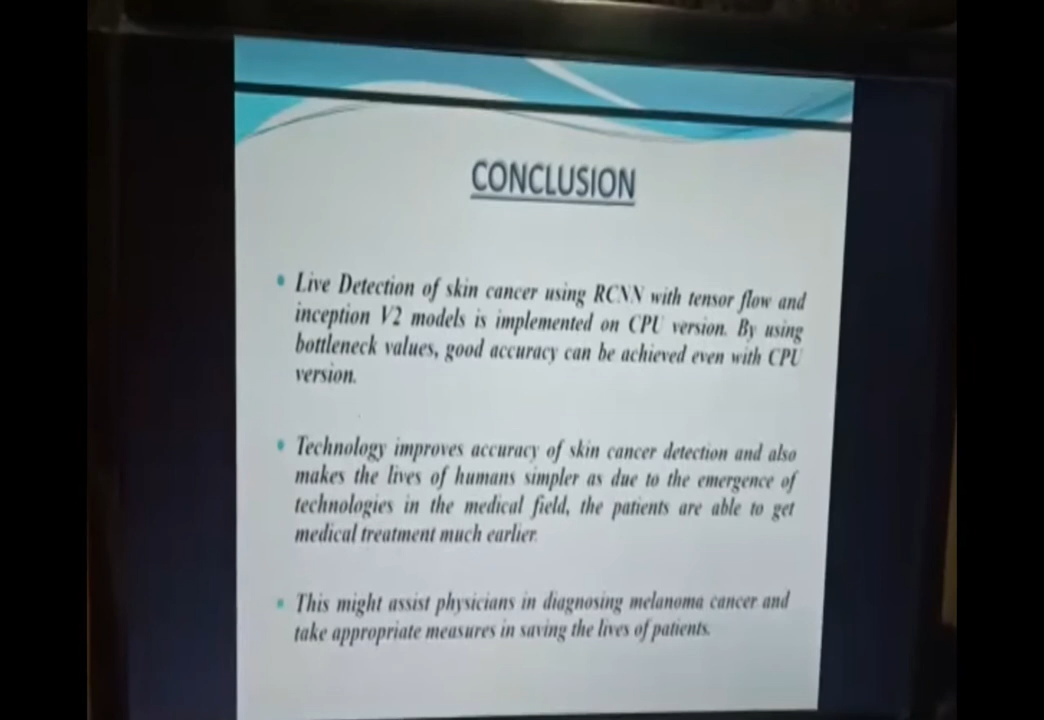 CONCLUSION
• Live Detection of skin cancer using RCNN with tensor flow and
inception V2 models is implemented on CPU version. By using
bottleneck values, good accuracy can be achieved even with CPU
version.
• Technology improves accuracy of skin cancer detection and also
makes the lives of humans simpler as due to the emergence of
technologies in the medical field, the patients are able to get
medical treatment much earlier.
• This might assist physicians in diagnosing melanoma cancer and
take appropriate measures in saving the lives of patients.